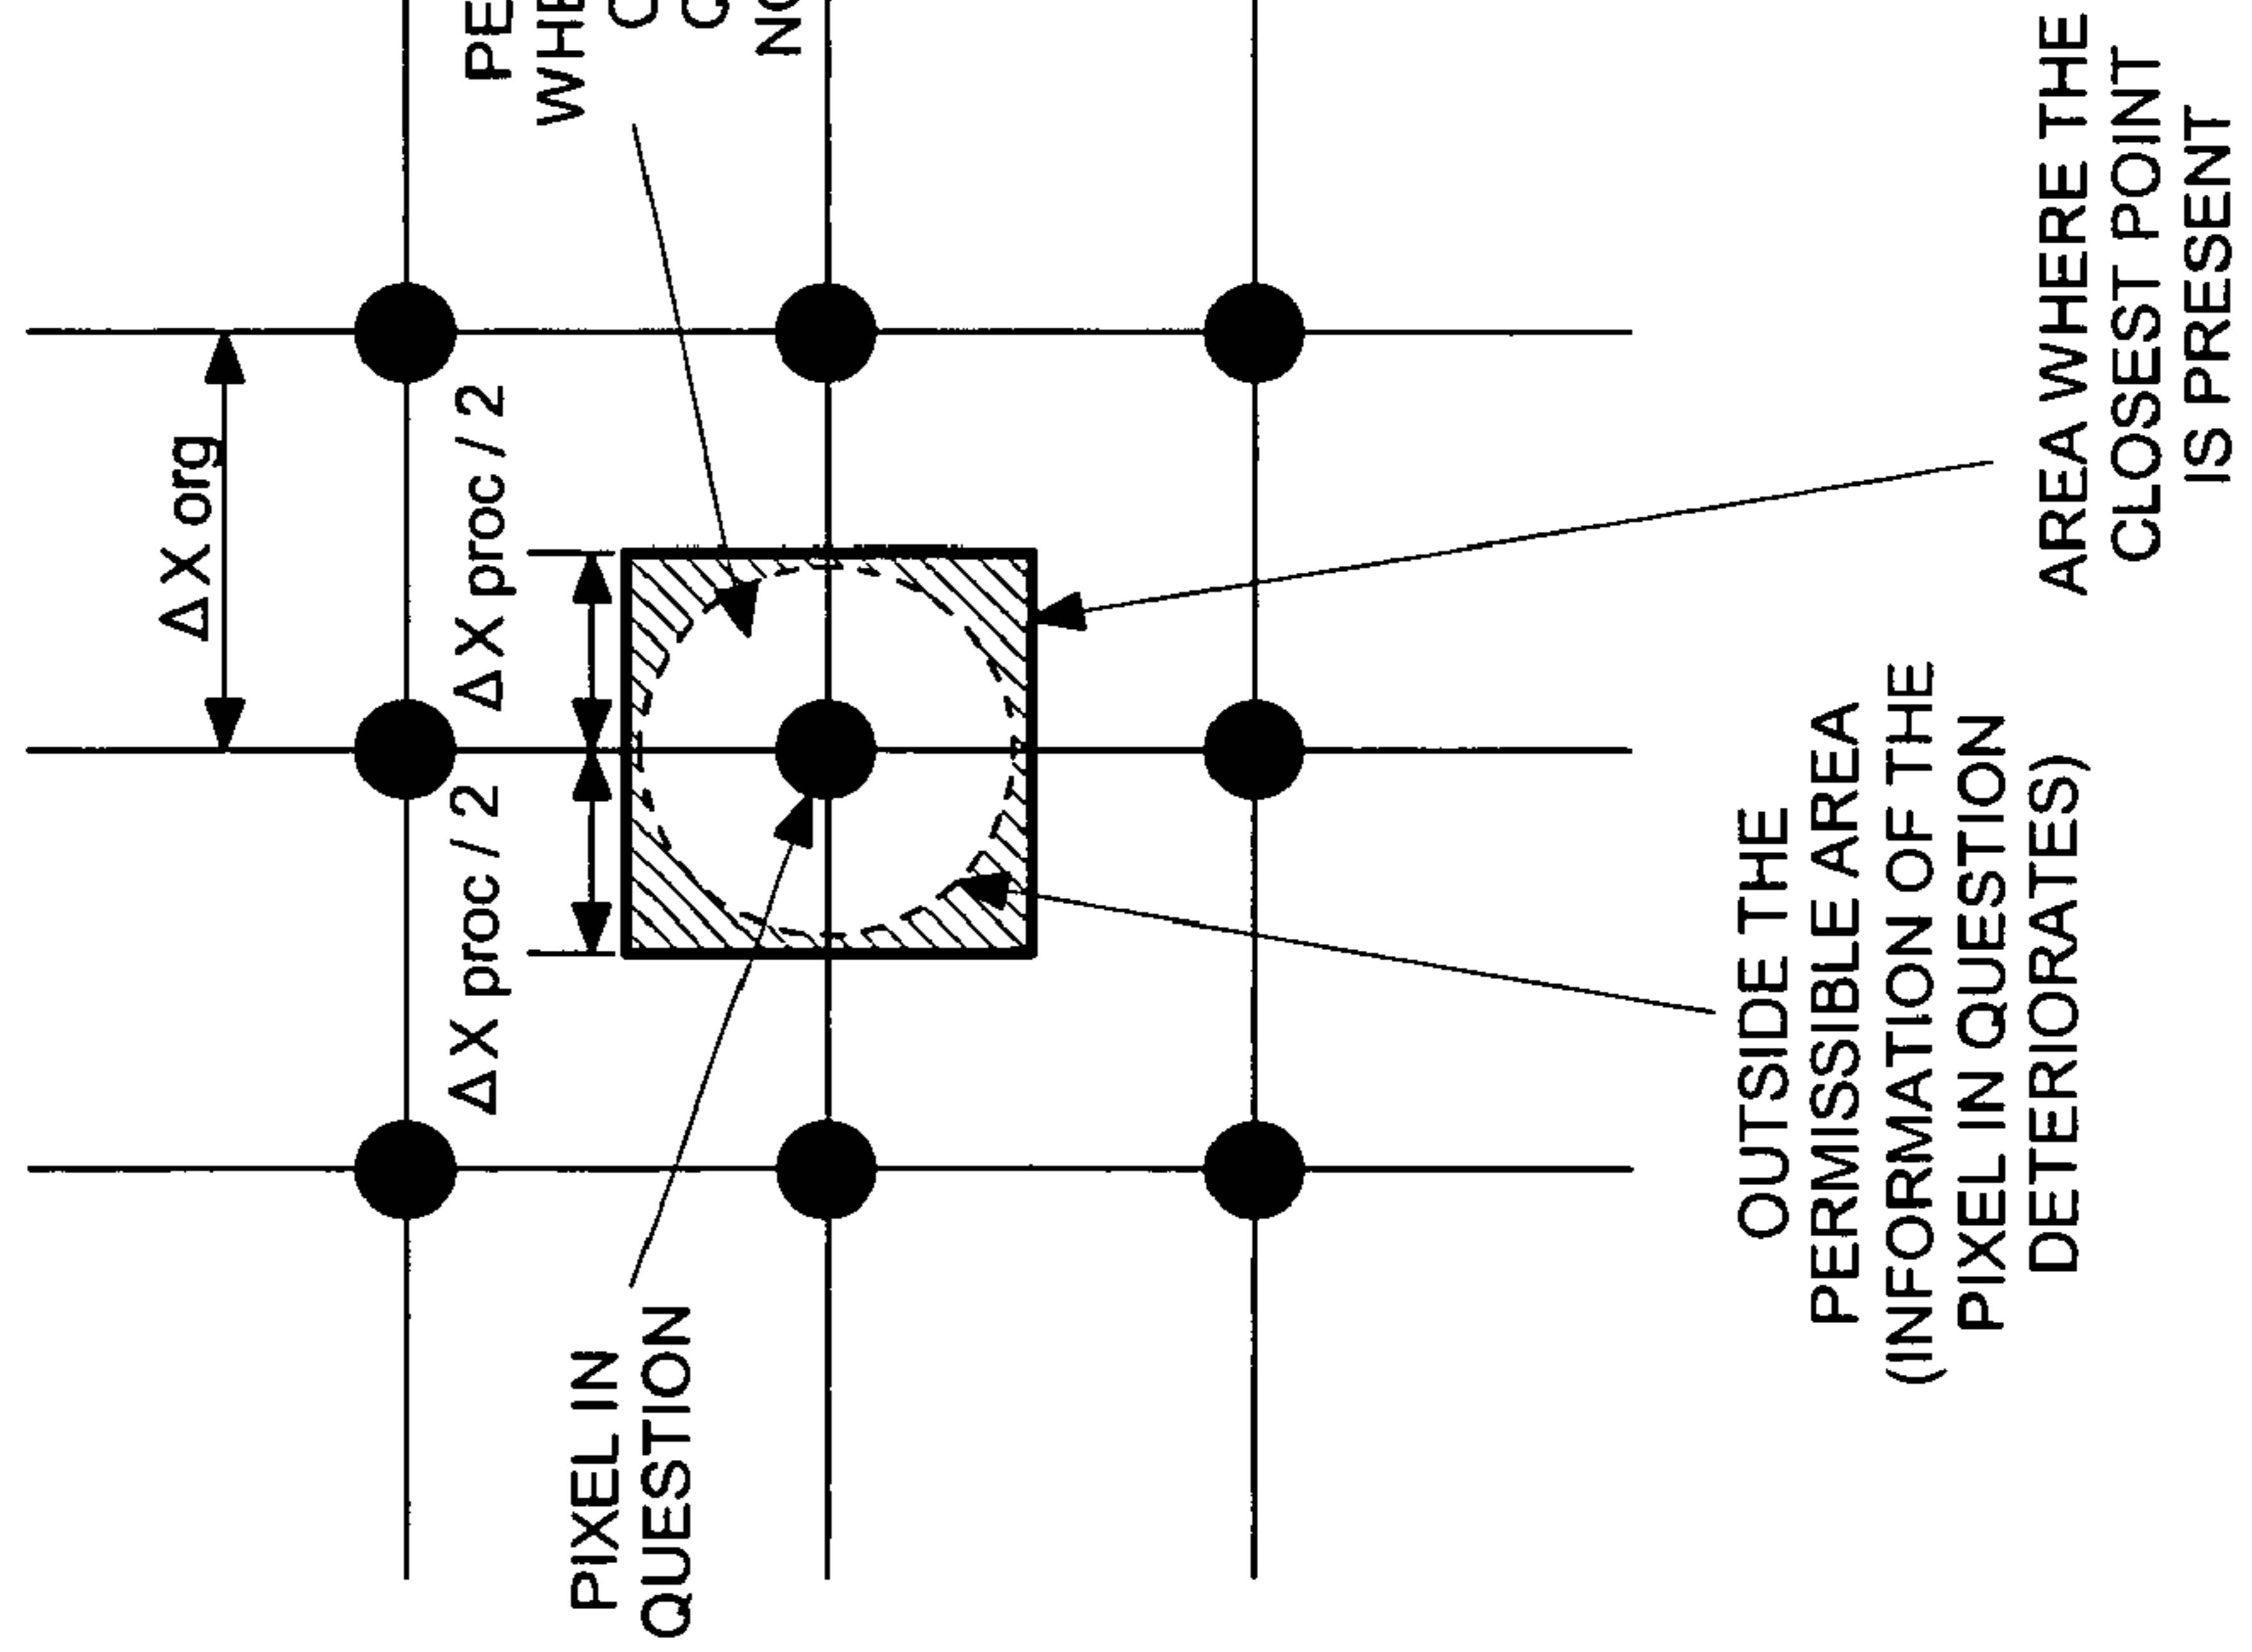 ΔX org
ΔX proc / 2
ΔX proc / 2
PIXEL IN
QUESTION
PE
WHE
OUTSIDE THE
PERMISSIBLE AREA
(INFORMATION OF THE
PIXEL IN QUESTION
DETERIORATES)
AREA WHERE THE
CLOSEST POINT
IS PRESENT